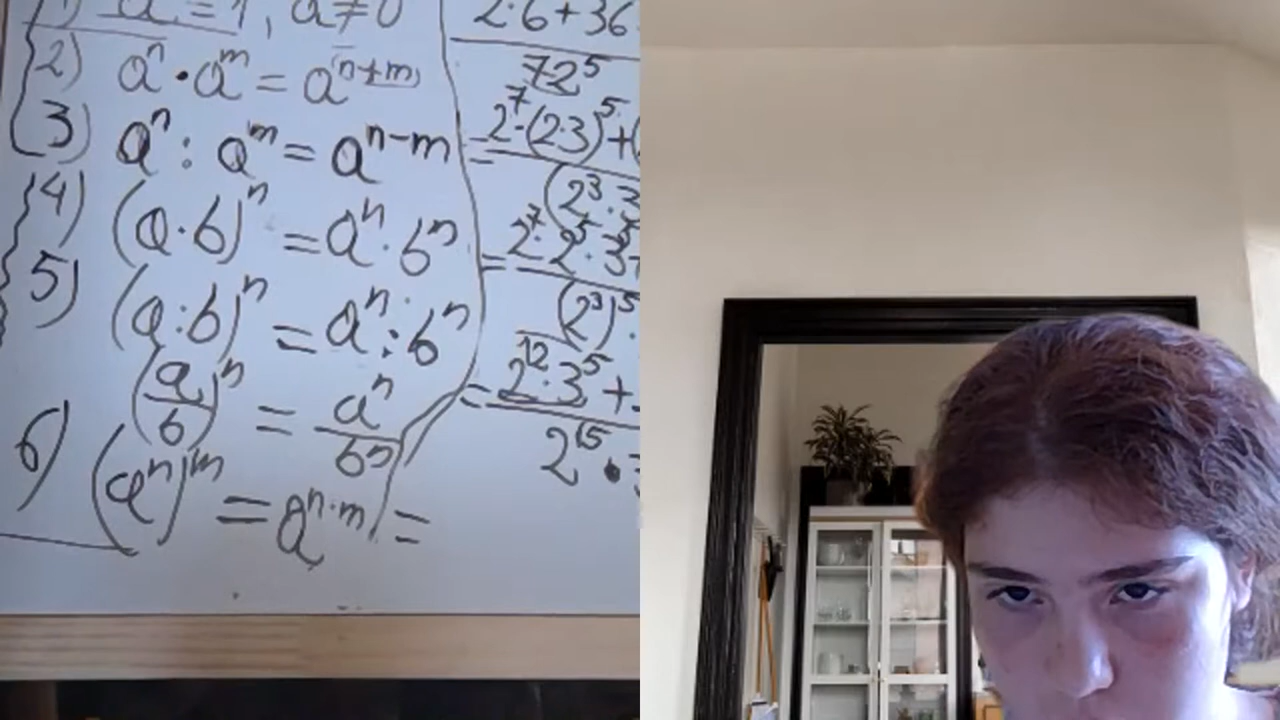 1) a = 1, a ≠ 0
2) aⁿ · aᵐ = aⁿ⁺ᵐ
3) aⁿ : aᵐ = aⁿ⁻ᵐ
4) (a · b)ⁿ = aⁿ · bⁿ
5) (a : b)ⁿ = aⁿ : bⁿ
(a/b)ⁿ = aⁿ/bⁿ
6) (aⁿ)ᵐ = aⁿ·ᵐ
2·6 + 36
72⁵
= 2⁷·(2·3)⁵ + (
(2³·
= 2⁷·2⁵·3⁵
(2³)⁵·
= 2¹²·3⁵ +
2¹⁵ ·
=